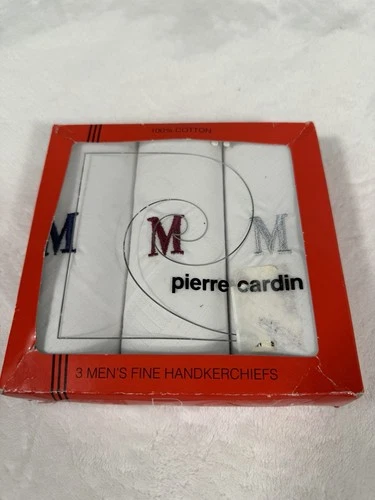 100% COTTON
M M M
pierre cardin
3 MEN'S FINE HANDKERCHIEFS